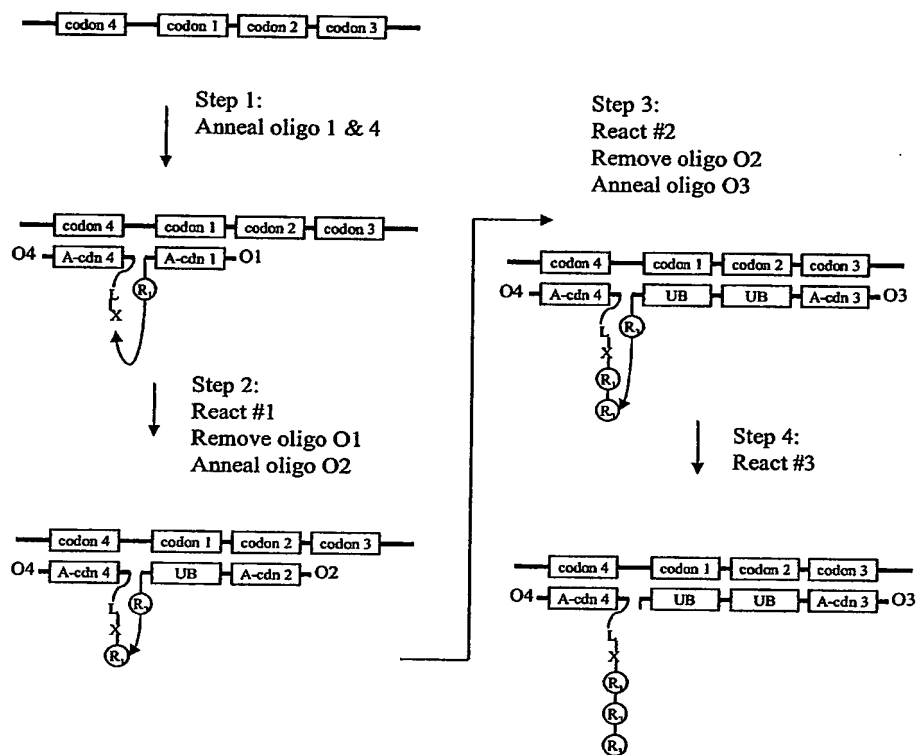 codon 4 codon 1 codon 2 codon 3
Step 1:
Anneal oligo 1 & 4
codon 4 codon 1 codon 2 codon 3
O4 A-cdn 4 A-cdn 1 O1
R₁
L
X
Step 2:
React #1
Remove oligo O1
Anneal oligo O2
codon 4 codon 1 codon 2 codon 3
O4 A-cdn 4 UB A-cdn 2 O2
L
X
R₁
Step 3:
React #2
Remove oligo O2
Anneal oligo O3
codon 4 codon 1 codon 2 codon 3
O4 A-cdn 4 UB UB A-cdn 3 O3
L
X
R₁
Step 4:
React #3
codon 4 codon 1 codon 2 codon 3
O4 A-cdn 4 UB UB A-cdn 3 O3
L
X
R₁